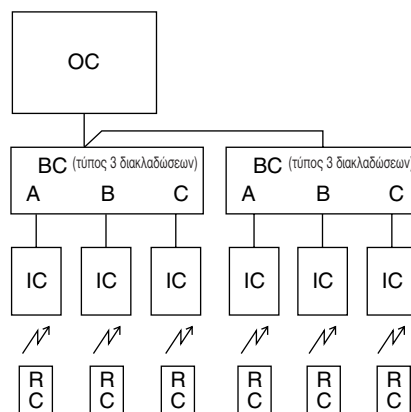 OC
BC (τύπος 3 διακλαδώσεων) BC (τύπος 3 διακλαδώσεων)
A B C A B C
IC IC IC IC IC IC
R R R R R R
C C C C C C